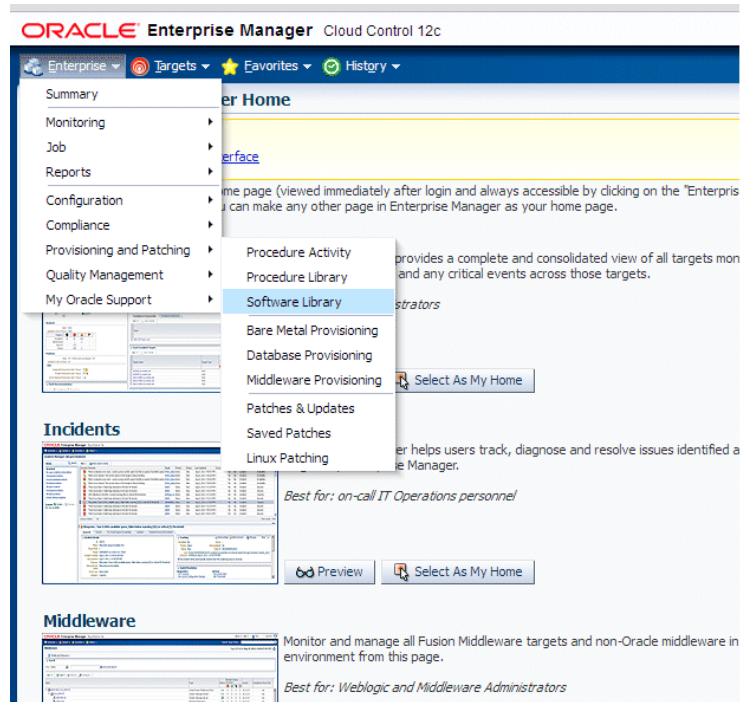 ORACLE Enterprise Manager Cloud Control 12c
Enterprise Targets Favorites History
Summary
er Home
Monitoring
Job
erface
Reports
me page (viewed immediately after login and always accessible by clicking on the "Enterpris
Configuration
can make any other page in Enterprise Manager as your home page.
Compliance
Provisioning and Patching
Quality Management
My Oracle Support
Procedure Activity
provides a complete and consolidated view of all targets mon
Procedure Library
and any critical events across those targets.
Software Library
strators
Bare Metal Provisioning
Database Provisioning
Middleware Provisioning
Select As My Home
Patches & Updates
Saved Patches
Linux Patching
Incidents
er helps users track, diagnose and resolve issues identified a
se Manager.
Best for: on-call IT Operations personnel
Preview Select As My Home
Middleware
Monitor and manage all Fusion Middleware targets and non-Oracle middleware in
environment from this page.
Best for: Weblogic and Middleware Administrators